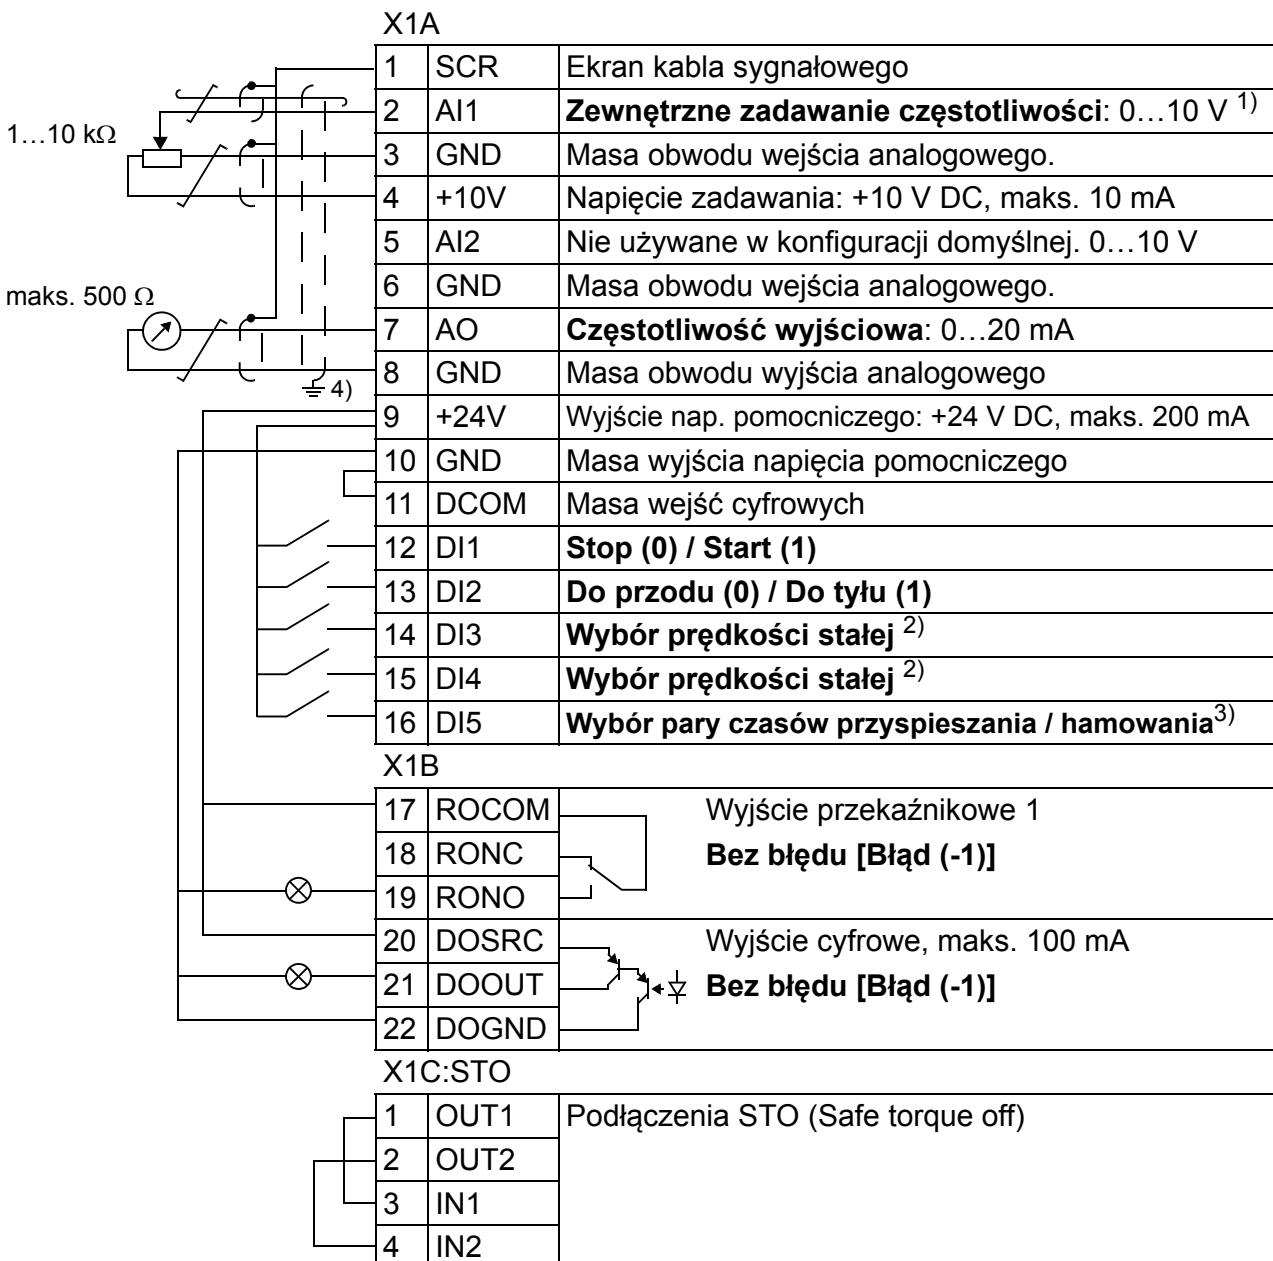 X1A
1 SCR Ekran kabla sygnałowego
2 AI1 Zewnętrzne zadawanie częstotliwości: 0…10 V 1)
1…10 kΩ
3 GND Masa obwodu wejścia analogowego.
4 +10V Napięcie zadawania: +10 V DC, maks. 10 mA
5 AI2 Nie używane w konfiguracji domyślnej. 0…10 V
6 GND Masa obwodu wejścia analogowego.
maks. 500 Ω
7 AO Częstotliwość wyjściowa: 0…20 mA
8 GND Masa obwodu wyjścia analogowego
4)
9 +24V Wyjście nap. pomocniczego: +24 V DC, maks. 200 mA
10 GND Masa wyjścia napięcia pomocniczego
11 DCOM Masa wejść cyfrowych
12 DI1 Stop (0) / Start (1)
13 DI2 Do przodu (0) / Do tyłu (1)
14 DI3 Wybór prędkości stałej 2)
15 DI4 Wybór prędkości stałej 2)
16 DI5 Wybór pary czasów przyspieszania / hamowania3)
X1B
17 ROCOM Wyjście przekaźnikowe 1
18 RONC Bez błędu [Błąd (-1)]
19 RONO
20 DOSRC Wyjście cyfrowe, maks. 100 mA
21 DOOUT Bez błędu [Błąd (-1)]
22 DOGND
X1C:STO
1 OUT1 Podłączenia STO (Safe torque off)
2 OUT2
3 IN1
4 IN2